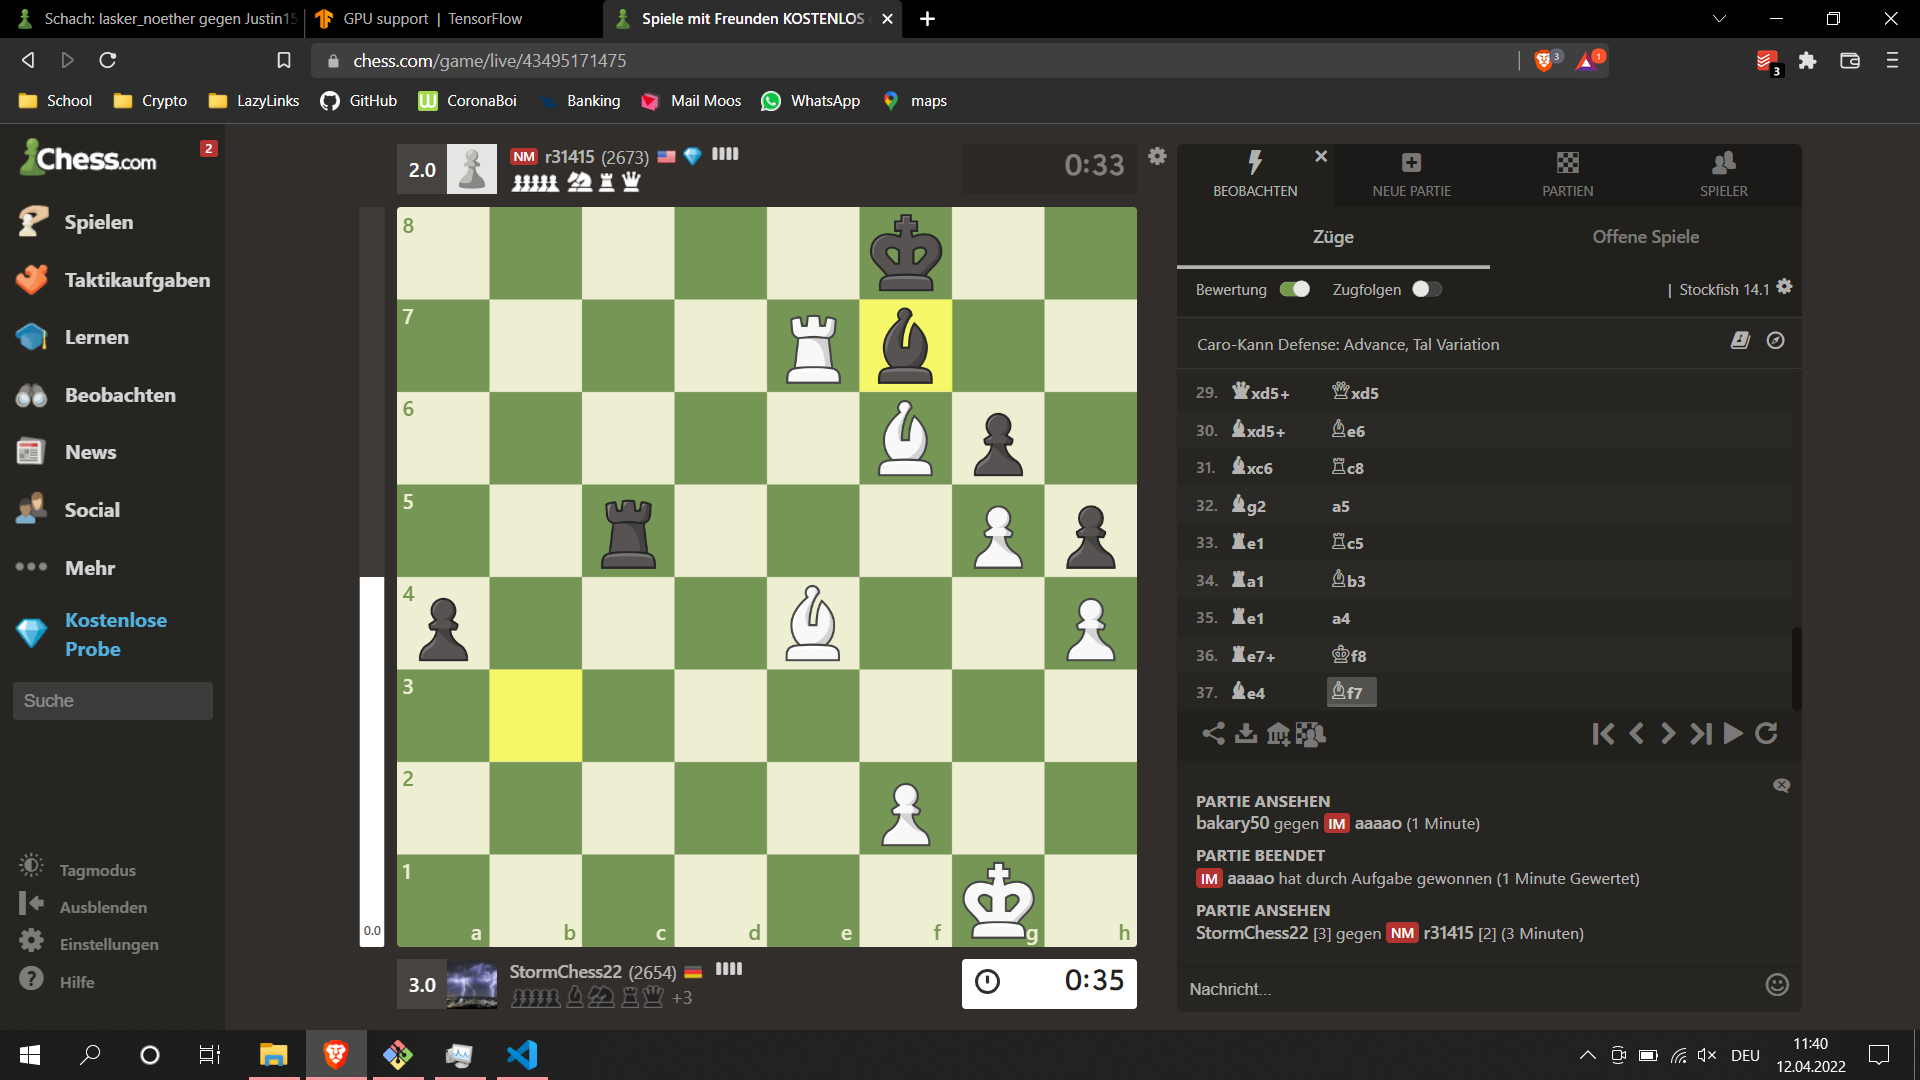 Schach: lasker_noether gegen Justin15
GPU support | TensorFlow
Spiele mit Freunden KOSTENLOS
chess.com/game/live/43495171475
3
1
3
School
Crypto
LazyLinks
GitHub
CoronaBoi
Banking
Mail Moos
WhatsApp
maps
Chess.com
2
Spielen
Taktikaufgaben
Lernen
Beobachten
News
Social
Mehr
Kostenlose
Probe
Suche
Tagmodus
Ausblenden
Einstellungen
Hilfe
2.0
NM r31415 (2673)
0:33
8
7
6
5
4
3
2
1
a b c d e f g h
0.0
3.0
StormChess22 (2654)
+3
0:35
BEOBACHTEN
NEUE PARTIE
PARTIEN
SPIELER
Züge
Offene Spiele
Bewertung
Zugfolgen
| Stockfish 14.1
Caro-Kann Defense: Advance, Tal Variation
29. xd5+ xd5
30. xd5+ e6
31. xc6 c8
32. g2 a5
33. e1 c5
34. a1 b3
35. e1 a4
36. e7+ f8
37. e4 f7
PARTIE ANSEHEN
bakary50 gegen IM aaaao (1 Minute)
PARTIE BEENDET
IM aaaao hat durch Aufgabe gewonnen (1 Minute Gewertet)
PARTIE ANSEHEN
StormChess22 [3] gegen NM r31415 [2] (3 Minuten)
Nachricht...
DEU
11:40
12.04.2022